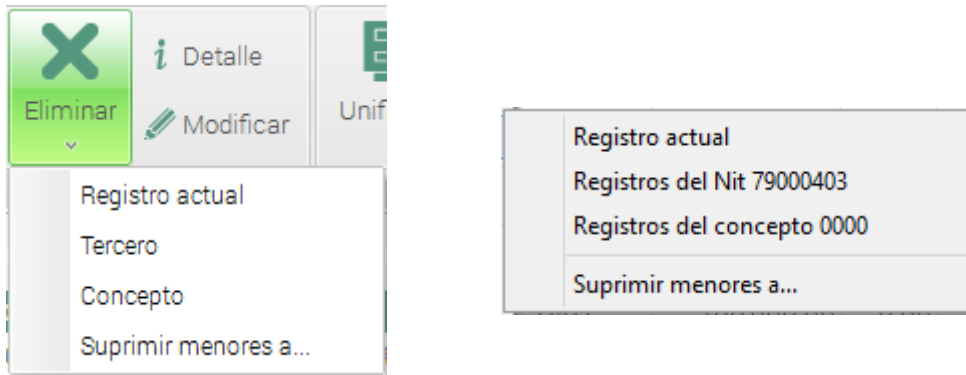 Eliminar
Detalle
Modificar
Registro actual
Tercero
Concepto
Suprimir menores a...
Registro actual
Registros del Nit 79000403
Registros del concepto 0000
Suprimir menores a...